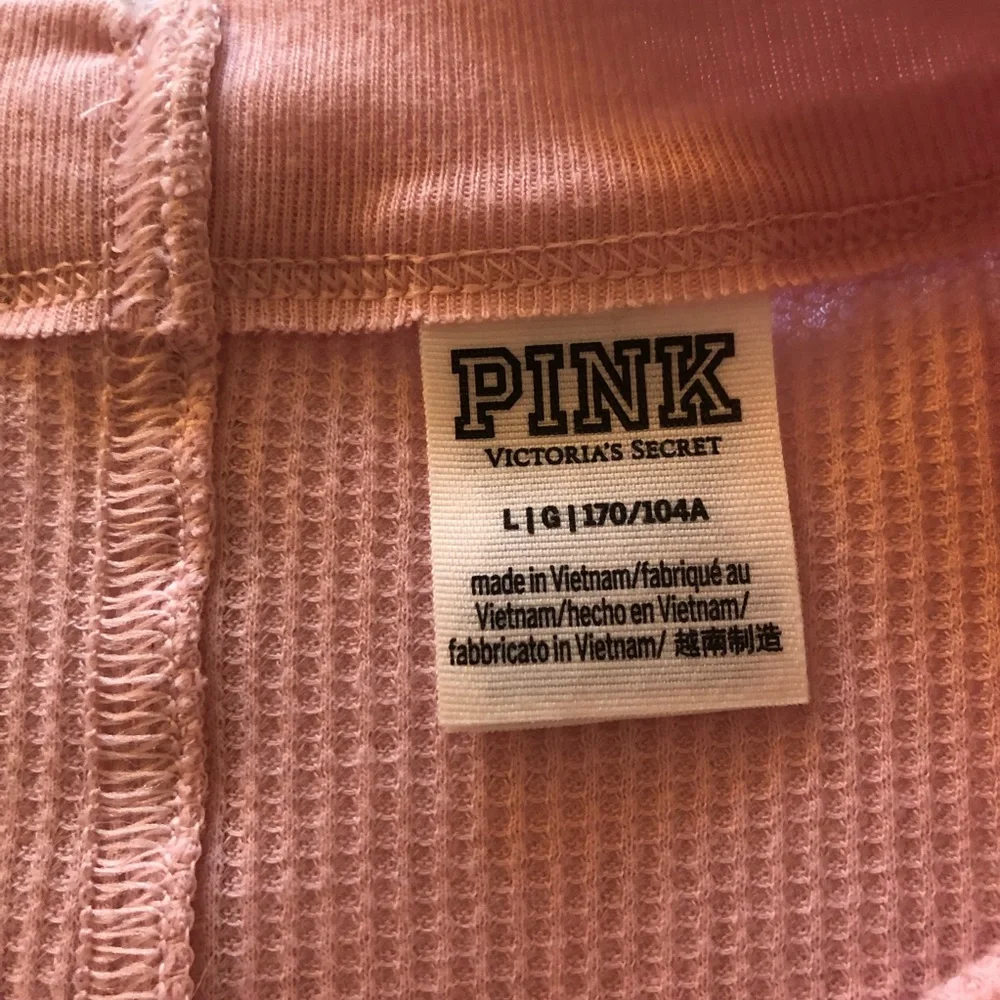 PINK
VICTORIA'S SECRET
L | G | 170/104A
made in Vietnam/fabriqué au
Vietnam/hecho en Vietnam/
fabbricato in Vietnam/ 越南制造